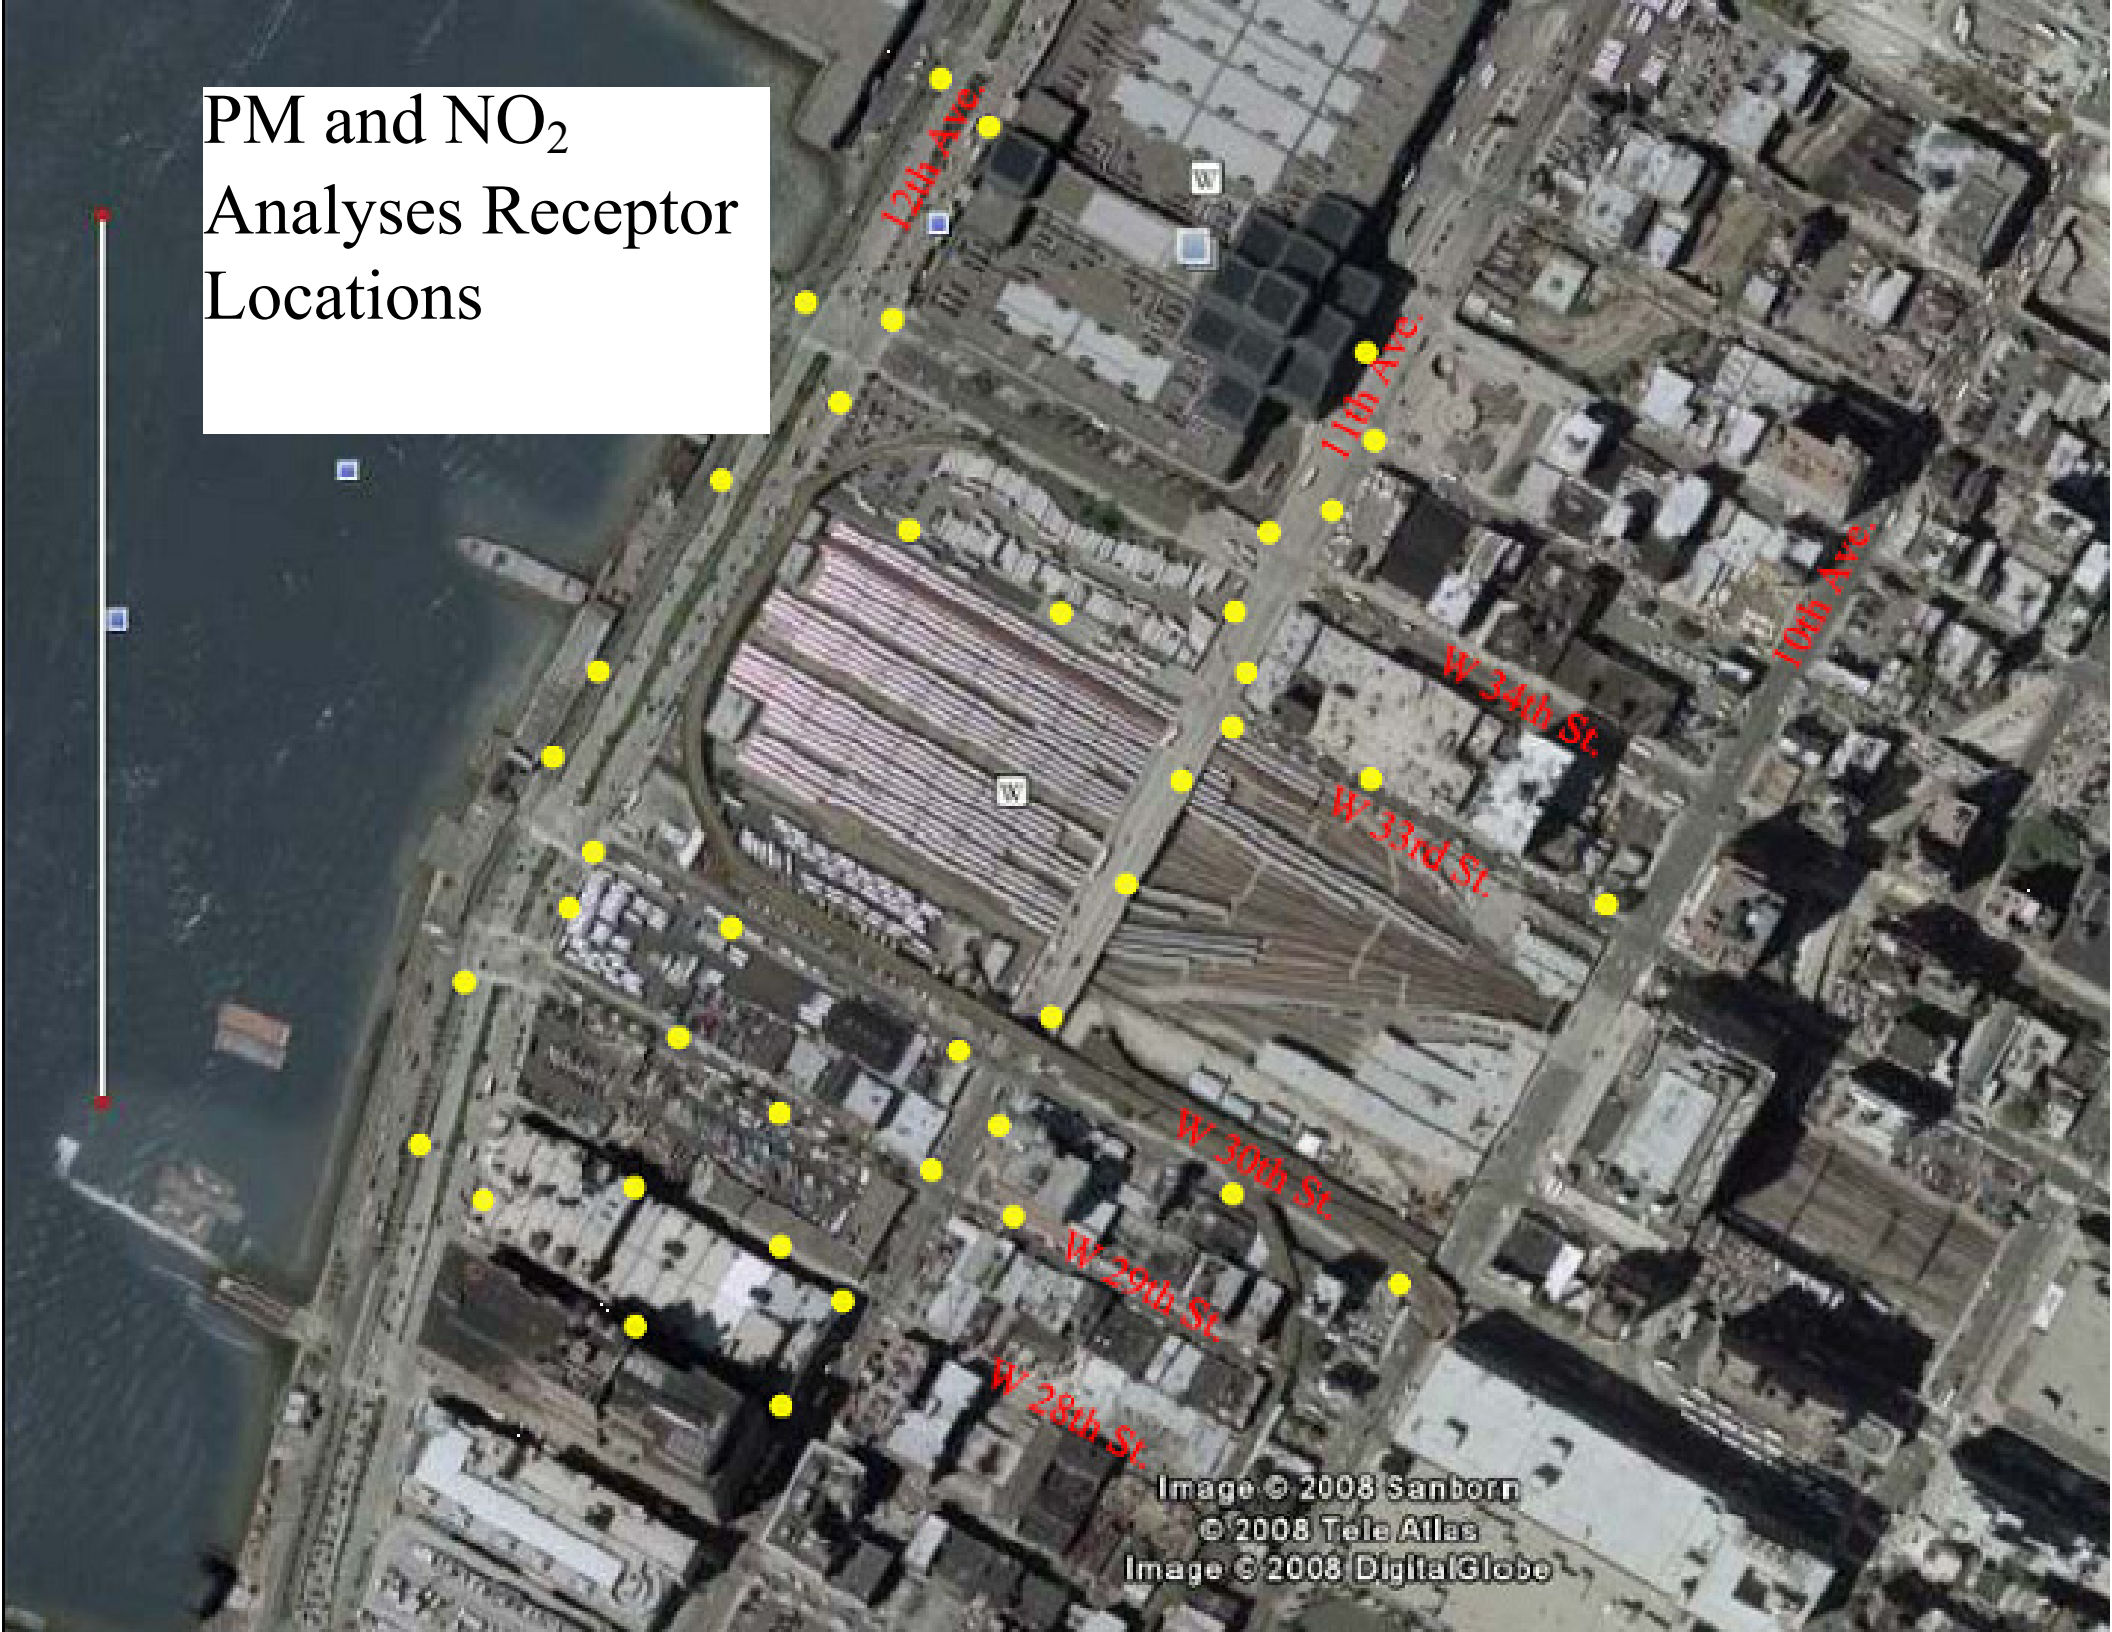 PM and NO₂
Analyses Receptor
Locations
12th Ave.
W
11th Ave.
10th Ave.
W 34th St.
W
W 33rd St.
W 30th St.
W 29th St.
W 28th St.
Image © 2008 Sanborn
© 2008 Tele Atlas
Image © 2008 DigitalGlobe